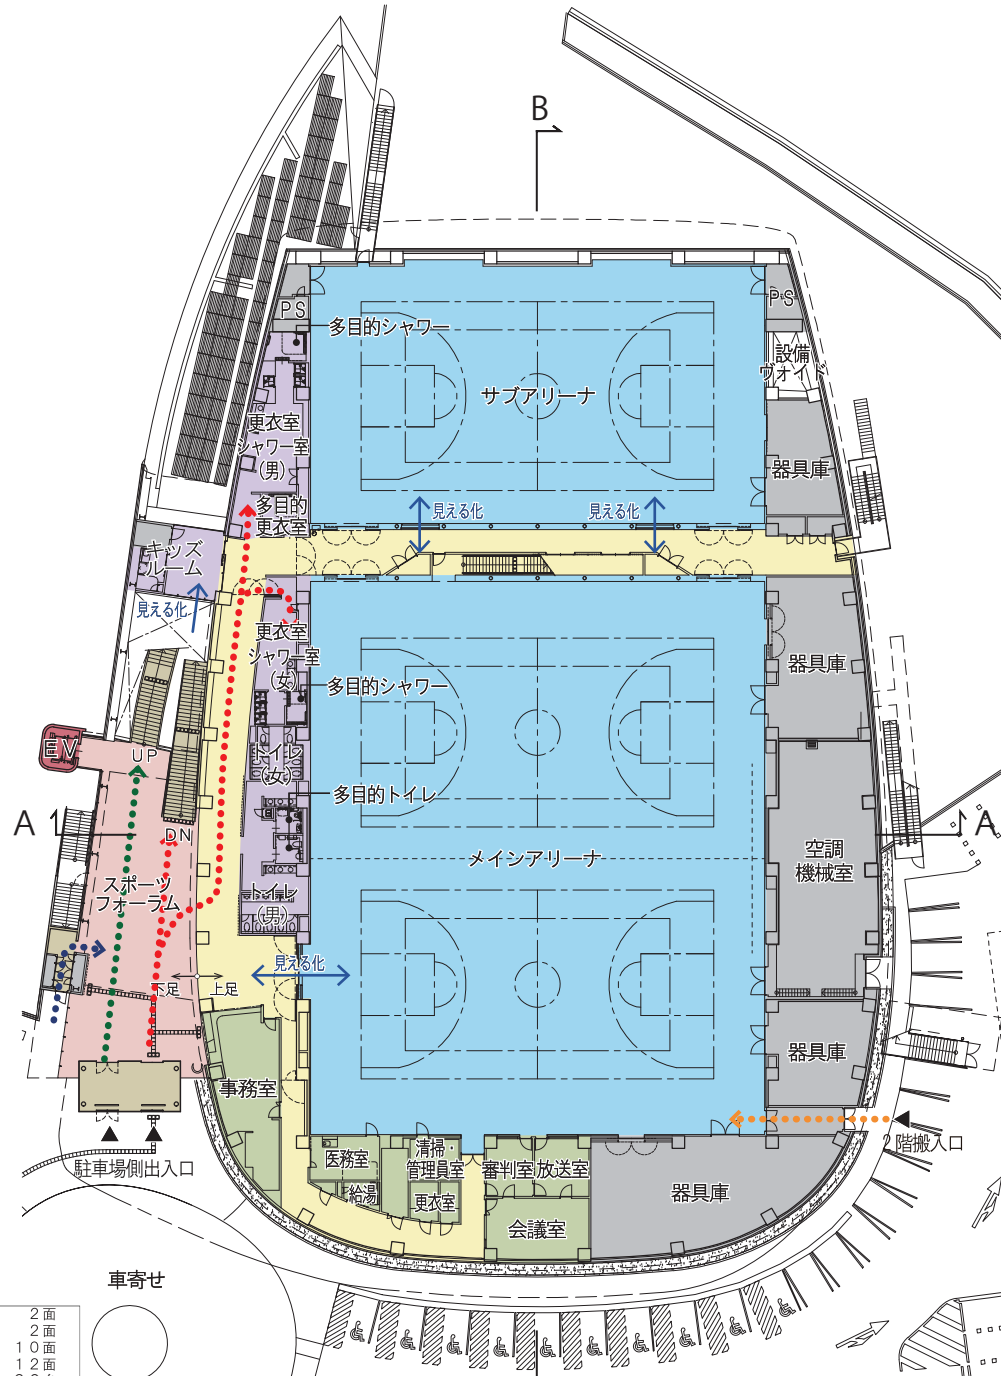 B
PS
PS
多目的シャワー
設備
ヴォイド
サブアリーナ
更衣室
シャワー室
(男)
器具庫
多目的
更衣室
見える化
見える化
キッズ
ルーム
見える化
更衣室
シャワー室
(女)
器具庫
多目的シャワー
EV
UP
トイレ
(女)
多目的トイレ
A
DN
A
メインアリーナ
空調
機械室
スポーツ
フォーラム
トイレ
(男)
見える化
下足
上足
器具庫
事務室
2階搬入口
駐車場側出入口
医務室
清掃・
管理員室
審判室
放送室
給湯
更衣室
器具庫
会議室
車寄せ
2面
2面
10面
12面